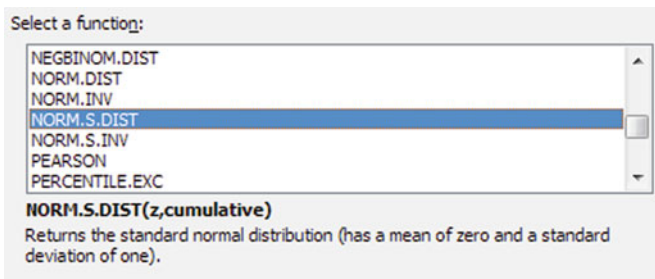 Select a function:
NEGBINOM.DIST
NORM.DIST
NORM.INV
NORM.S.DIST
NORM.S.INV
PEARSON
PERCENTILE.EXC
NORM.S.DIST(z,cumulative)
Returns the standard normal distribution (has a mean of zero and a standard
deviation of one).